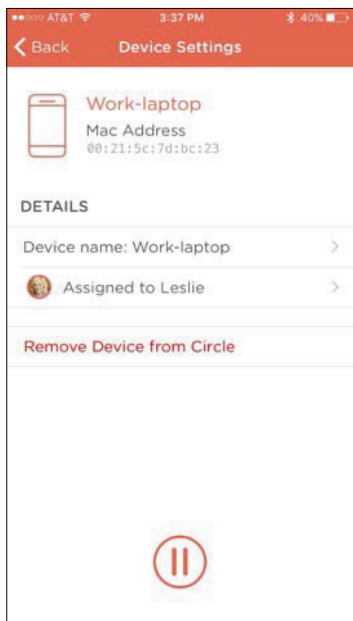 AT&T 3:37 PM 40%
Back Device Settings
Work-laptop
Mac Address
00:21:5c:7d:bc:23
DETAILS
Device name: Work-laptop
Assigned to Leslie
Remove Device from Circle